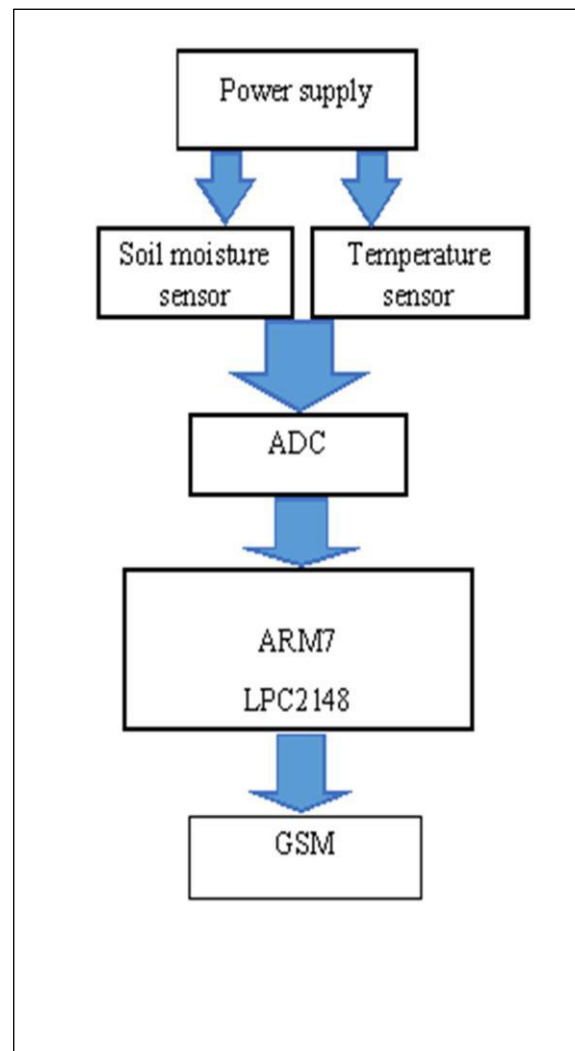 Power supply
Soil moisture
sensor
Temperature
sensor
ADC
ARM7
LPC2148
GSM